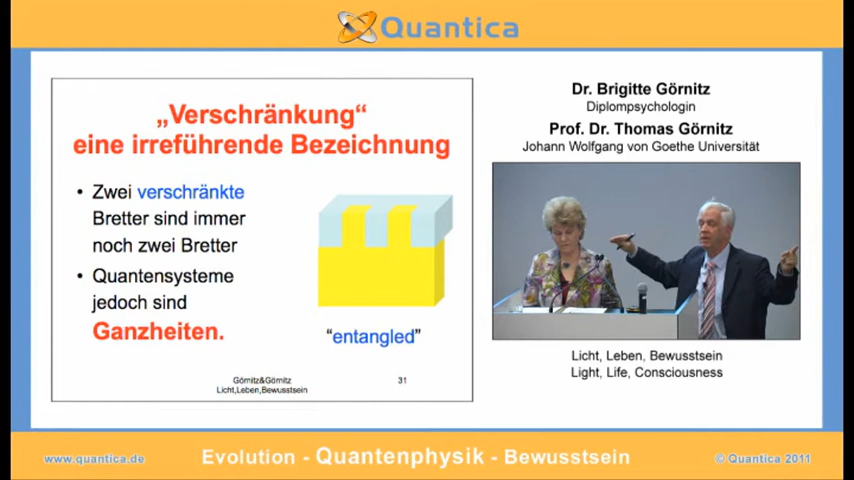 Quantica
„Verschränkung“
eine irreführende Bezeichnung
• Zwei verschränkte
Bretter sind immer
noch zwei Bretter
• Quantensysteme
jedoch sind
Ganzheiten.
“entangled”
Görnitz&Görnitz
Licht,Leben,Bewusstsein
31
Dr. Brigitte Görnitz
Diplompsychologin
Prof. Dr. Thomas Görnitz
Johann Wolfgang von Goethe Universität
Licht, Leben, Bewusstsein
Light, Life, Consciousness
www.quantica.de
Evolution - Quantenphysik - Bewusstsein
© Quantica 2011